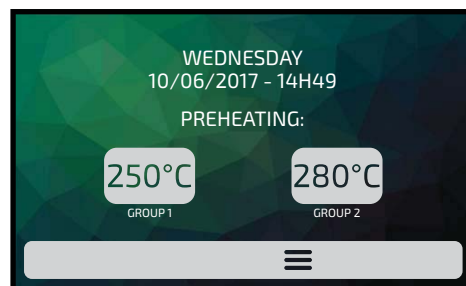 WEDNESDAY
10/06/2017 - 14H49
PREHEATING:
250°C 280°C
GROUP 1 GROUP 2